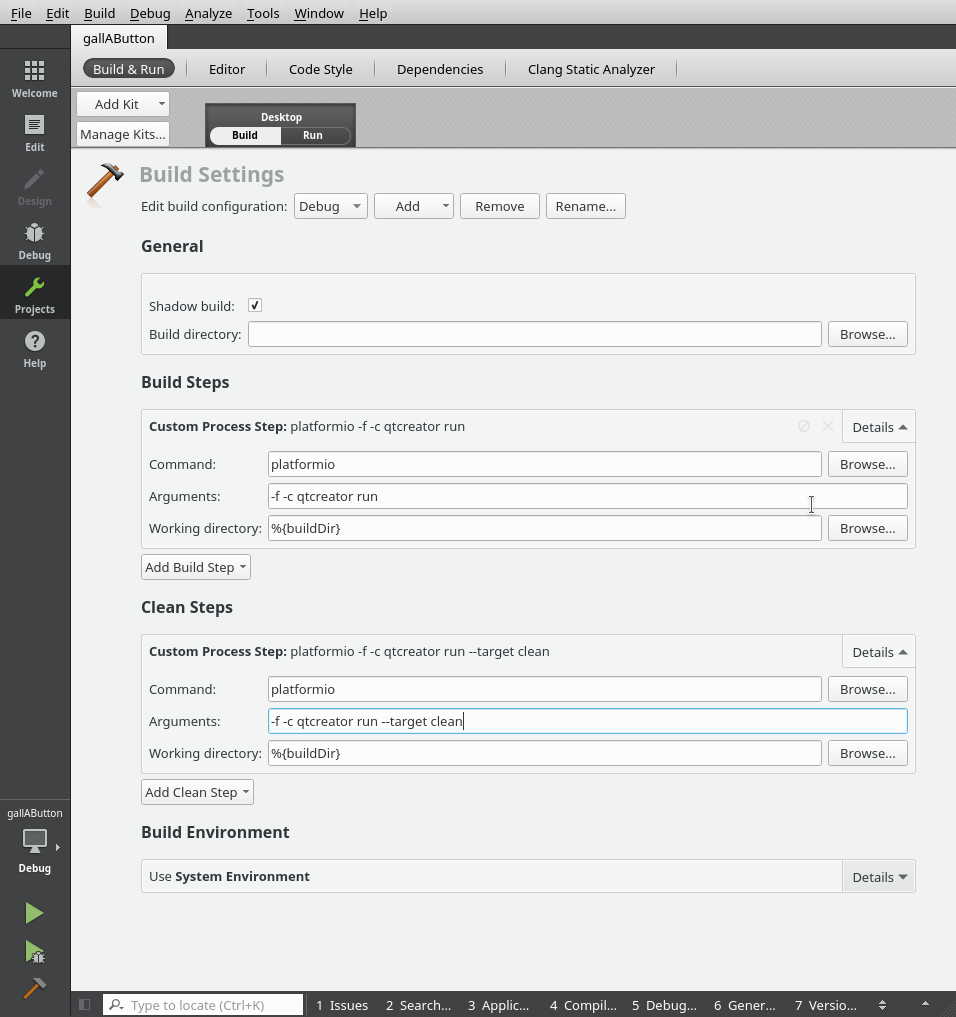 File Edit Build Debug Analyze Tools Window Help
gallAButton
Build & Run Editor Code Style Dependencies Clang Static Analyzer
Welcome
Edit
Design
Debug
Projects
Help
Add Kit
Manage Kits...
Desktop
Build Run
Build Settings
Edit build configuration: Debug Add Remove Rename...
General
Shadow build:
Build directory: Browse...
Build Steps
Custom Process Step: platformio -f -c qtcreator run Details
Command: platformio Browse...
Arguments: -f -c qtcreator run
Working directory: %{buildDir} Browse...
Add Build Step
Clean Steps
Custom Process Step: platformio -f -c qtcreator run --target clean Details
Command: platformio Browse...
Arguments: -f -c qtcreator run --target clean
Working directory: %{buildDir} Browse...
Add Clean Step
Build Environment
Use System Environment Details
gallAButton
Debug
Type to locate (Ctrl+K) 1 Issues 2 Search... 3 Applic... 4 Compil... 5 Debug... 6 Gener... 7 Versio...